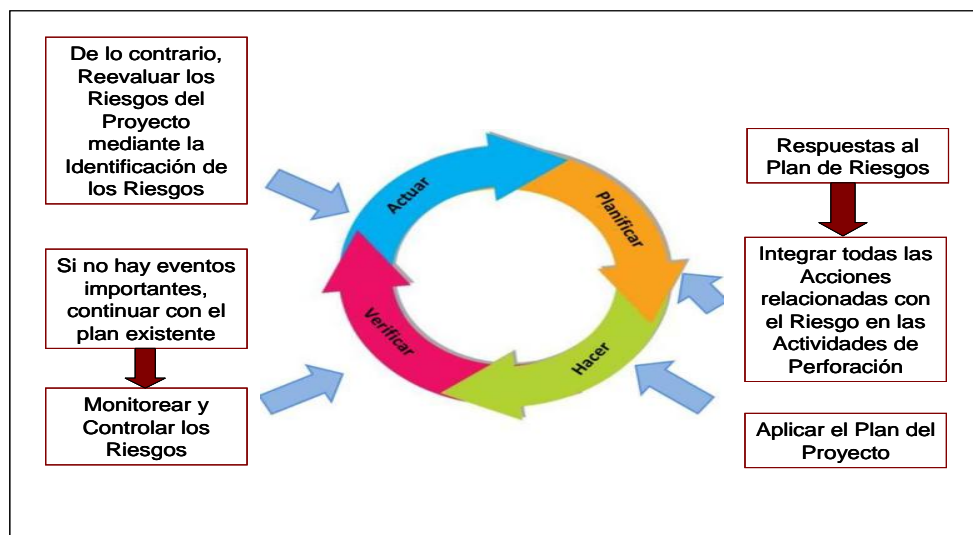 De lo contrario,
Reevaluar los
Riesgos del
Proyecto
mediante la
Identificación de
los Riesgos
Si no hay eventos
importantes,
continuar con el
plan existente
Monitorear y
Controlar los
Riesgos
Actuar
Planificar
Verificar
Hacer
Respuestas al
Plan de Riesgos
Integrar todas las
Acciones
relacionadas con
el Riesgo en las
Actividades de
Perforación
Aplicar el Plan del
Proyecto